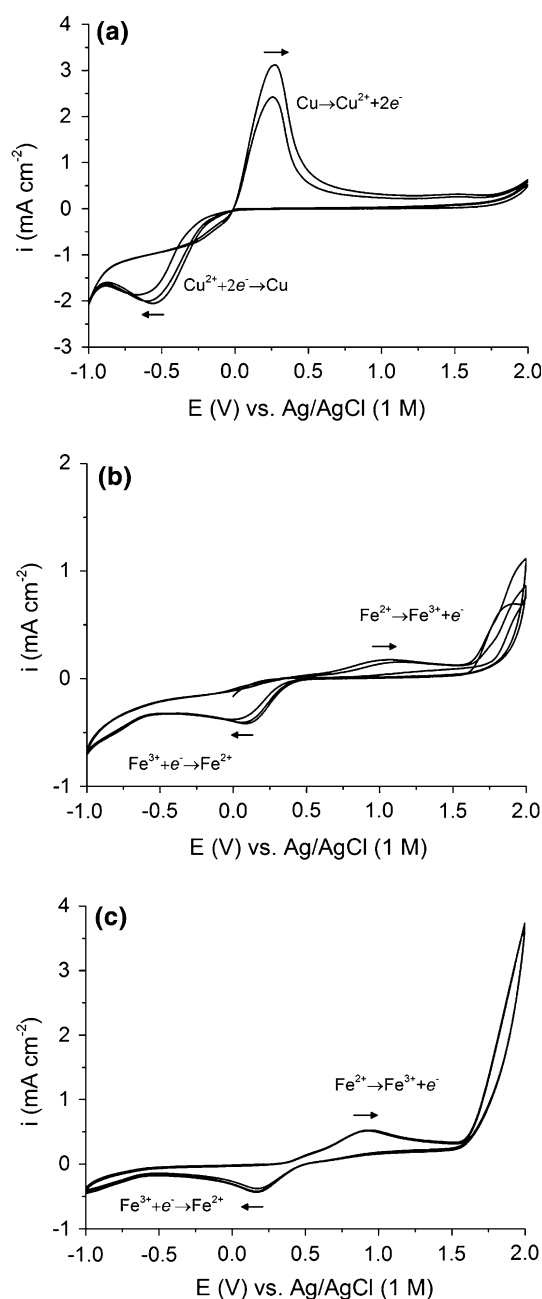 (a)
4
3
2
1
0
-1
-2
-3
i (mA cm⁻²)
Cu→Cu²⁺+2e⁻
Cu²⁺+2e⁻→Cu
-1.0 -0.5 0.0 0.5 1.0 1.5 2.0
E (V) vs. Ag/AgCl (1 M)
(b)
2
1
0
-1
i (mA cm⁻²)
Fe²⁺→Fe³⁺+e⁻
Fe³⁺+e⁻→Fe²⁺
-1.0 -0.5 0.0 0.5 1.0 1.5 2.0
E (V) vs. Ag/AgCl (1 M)
(c)
4
3
2
1
0
-1
i (mA cm⁻²)
Fe²⁺→Fe³⁺+e⁻
Fe³⁺+e⁻→Fe²⁺
-1.0 -0.5 0.0 0.5 1.0 1.5 2.0
E (V) vs. Ag/AgCl (1 M)